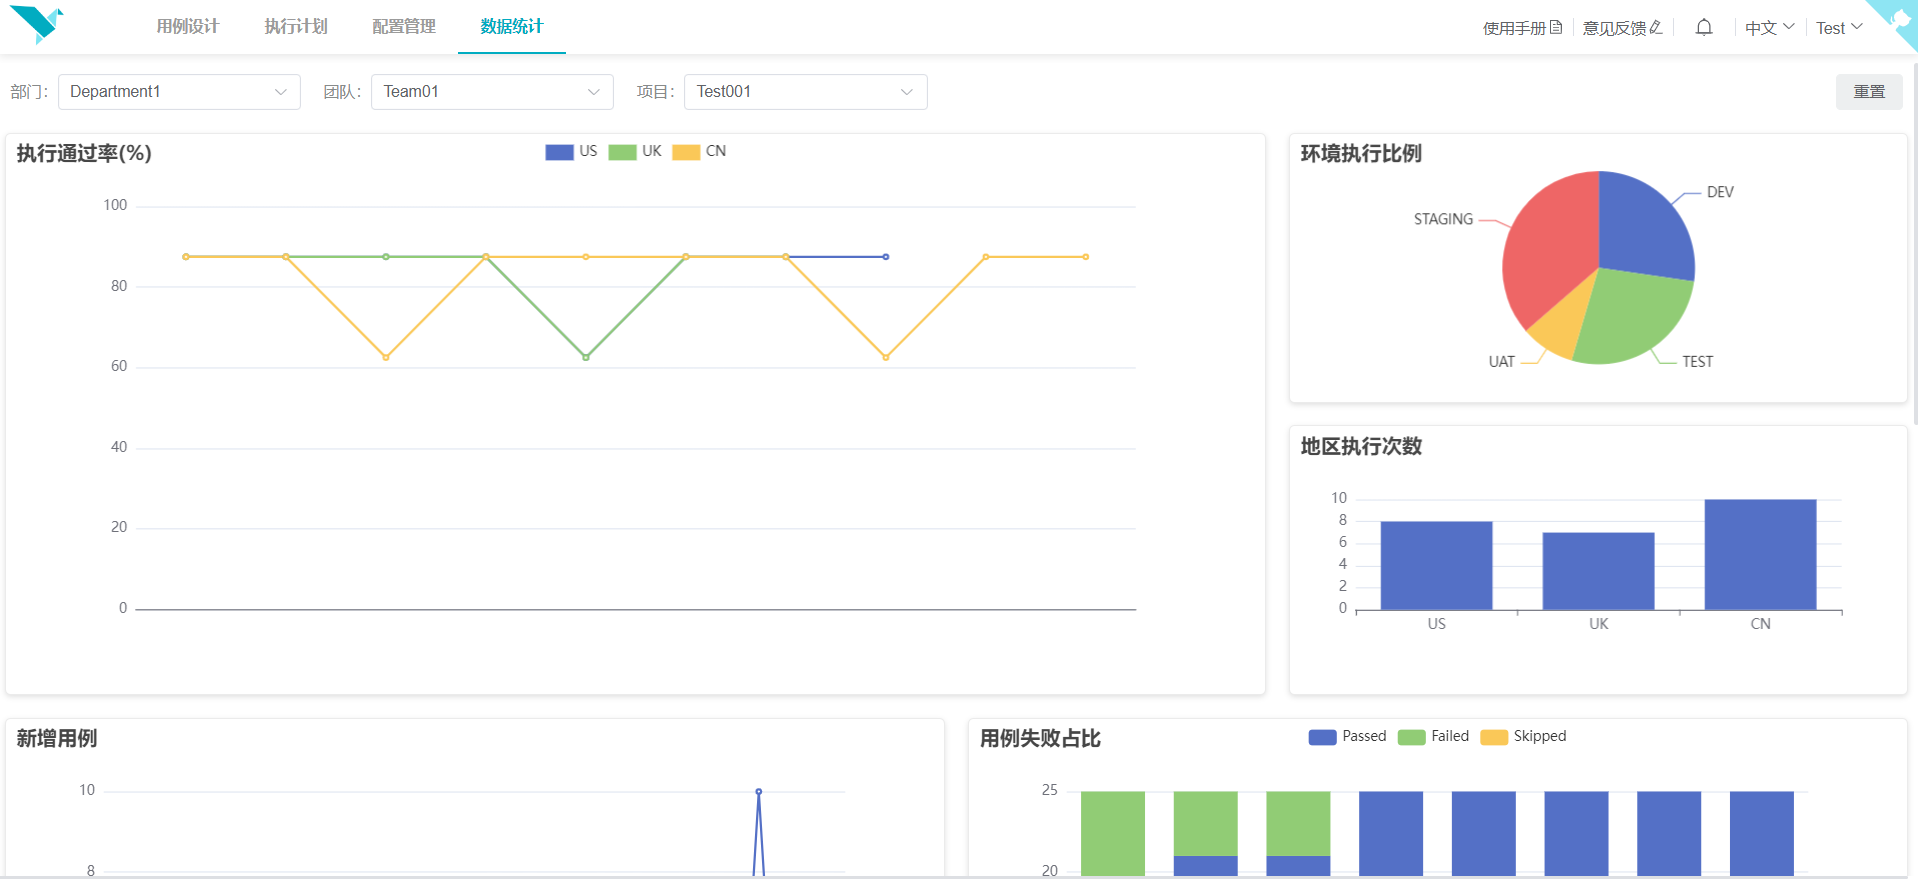 用例设计 执行计划 配置管理 数据统计 使用手册 意见反馈 中文 Test
部门: Department1 团队: Team01 项目: Test001 重置
执行通过率(%)
US UK CN
100
80
60
40
20
0
环境执行比例
DEV
STAGING
UAT
TEST
地区执行次数
10
8
6
4
2
0
US UK CN
新增用例
10
8
用例失败占比
Passed Failed Skipped
25
20